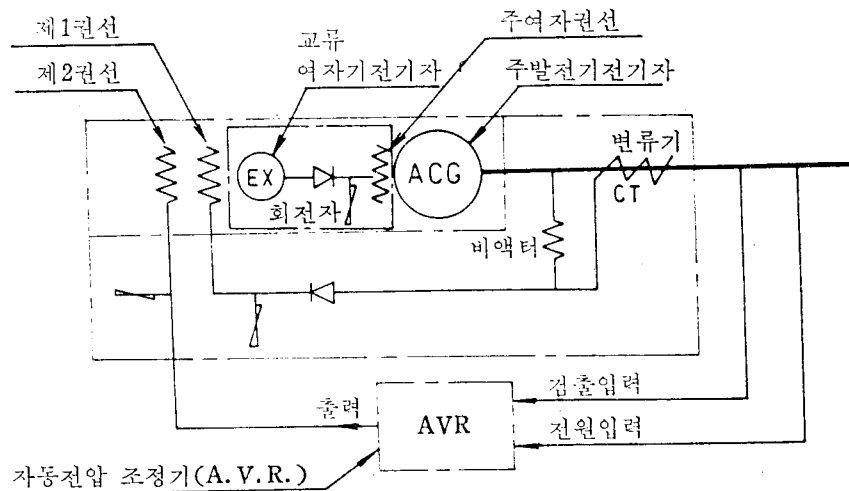 제1권선
제2권선
교류
여자기전기자
주여자권선
주발전기전기자
변류기
CT
EX
회전자
ACG
비액터
출력
AVR
검출입력
전원입력
자동전압 조정기(A.V.R.)